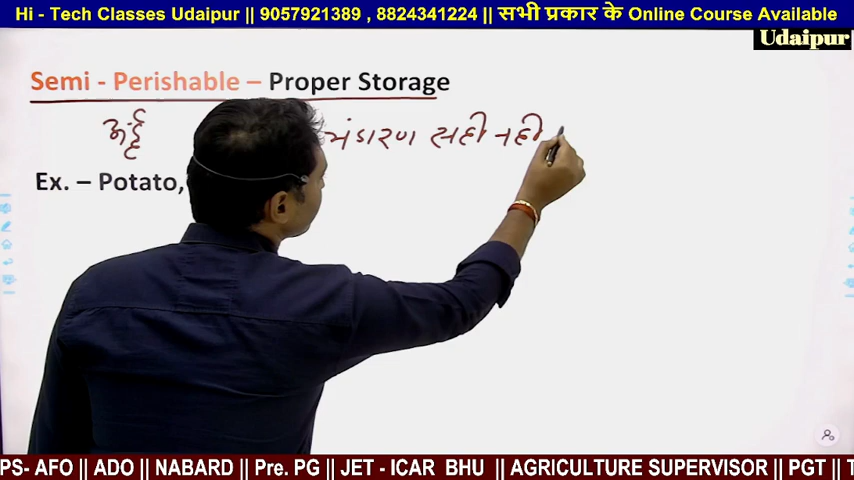 Hi - Tech Classes Udaipur || 9057921389 , 8824341224 || सभी प्रकार के Online Course Available
Udaipur
Semi - Perishable – Proper Storage
अर्द्ध भंडारण सही नही
Ex. – Potato,
PS- AFO || ADO || NABARD || Pre. PG || JET - ICAR BHU || AGRICULTURE SUPERVISOR || PGT ||